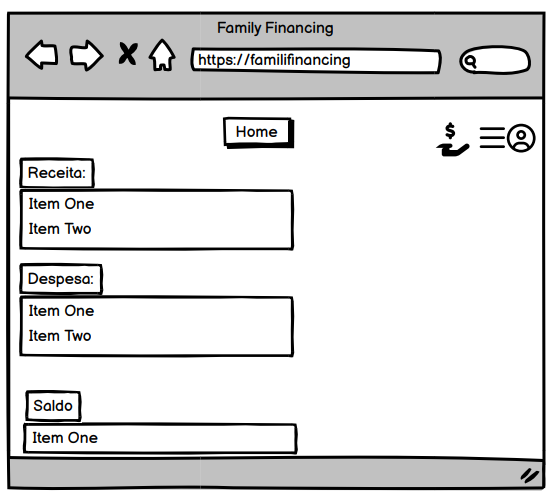 Family Financing
https://familifinancing
Home
$
Receita:
Item One
Item Two
Despesa:
Item One
Item Two
Saldo
Item One